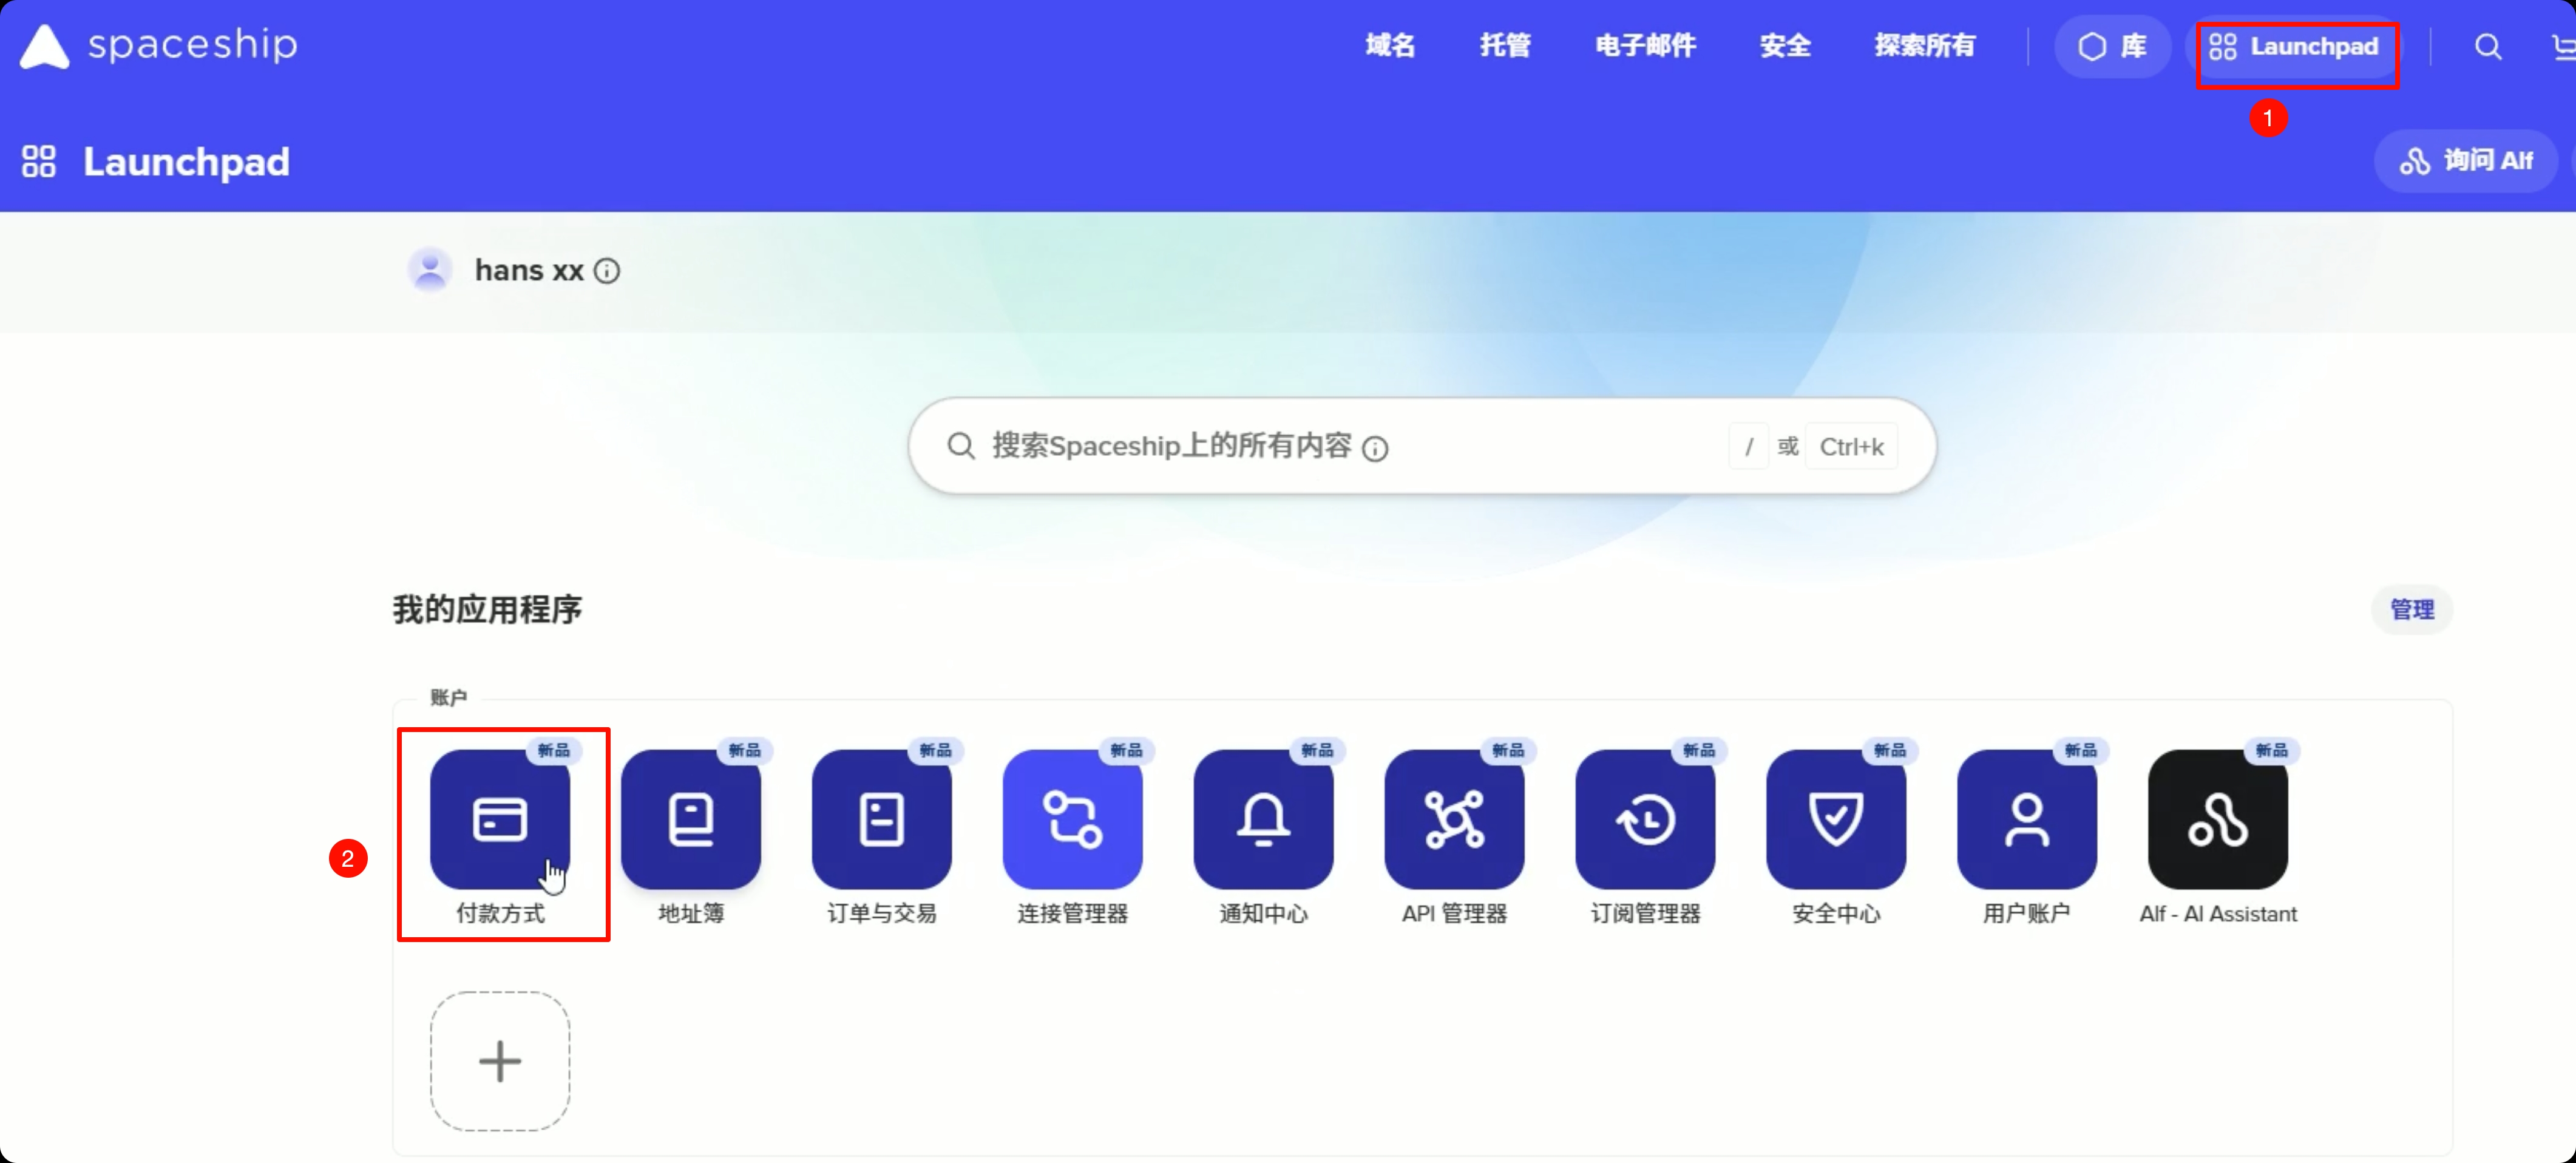 spaceship 域名 托管 电子邮件 安全 探索所有 库 Launchpad
1
Launchpad 询问 Alf
hans xx
搜索Spaceship上的所有内容 / 或 Ctrl+k
我的应用程序 管理
账户
新品 新品 新品 新品 新品 新品 新品 新品 新品 新品
2
付款方式 地址簿 订单与交易 连接管理器 通知中心 API 管理器 订阅管理器 安全中心 用户账户 Alf - AI Assistant